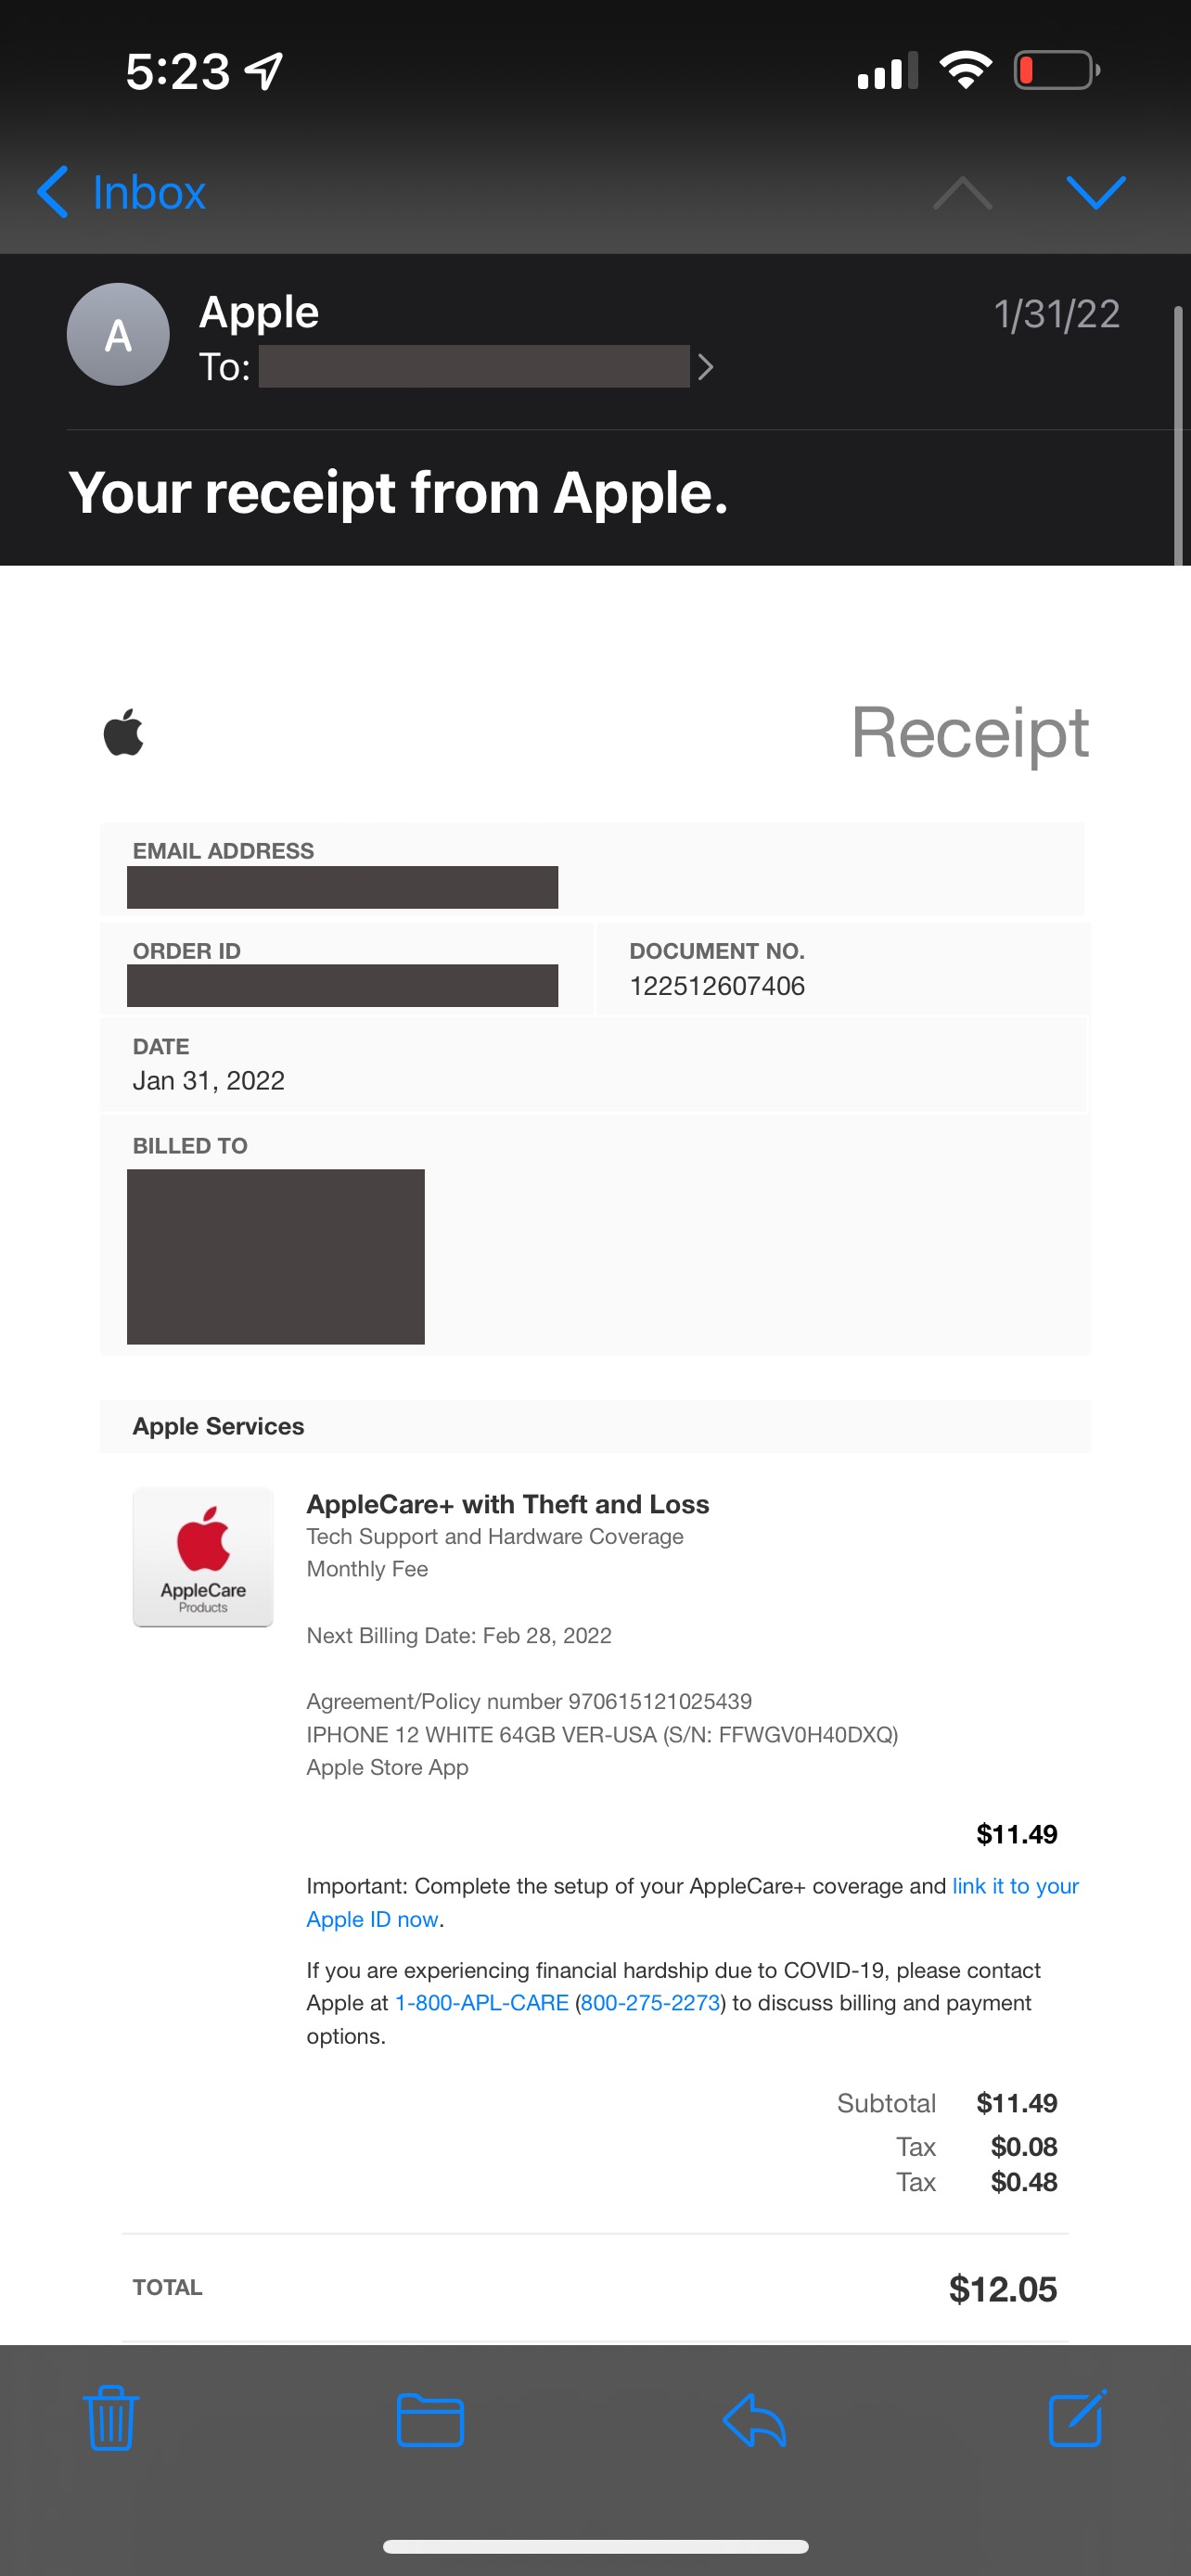 5:23
Inbox
A
Apple
1/31/22
To:
Your receipt from Apple.
Receipt
EMAIL ADDRESS
ORDER ID
DOCUMENT NO.
122512607406
DATE
Jan 31, 2022
BILLED TO
Apple Services
AppleCare
Products
AppleCare+ with Theft and Loss
Tech Support and Hardware Coverage
Monthly Fee
Next Billing Date: Feb 28, 2022
Agreement/Policy number 970615121025439
IPHONE 12 WHITE 64GB VER-USA (S/N: FFWGV0H40DXQ)
Apple Store App
$11.49
Important: Complete the setup of your AppleCare+ coverage and link it to your
Apple ID now.
If you are experiencing financial hardship due to COVID-19, please contact
Apple at 1-800-APL-CARE (800-275-2273) to discuss billing and payment
options.
Subtotal $11.49
Tax $0.08
Tax $0.48
TOTAL $12.05